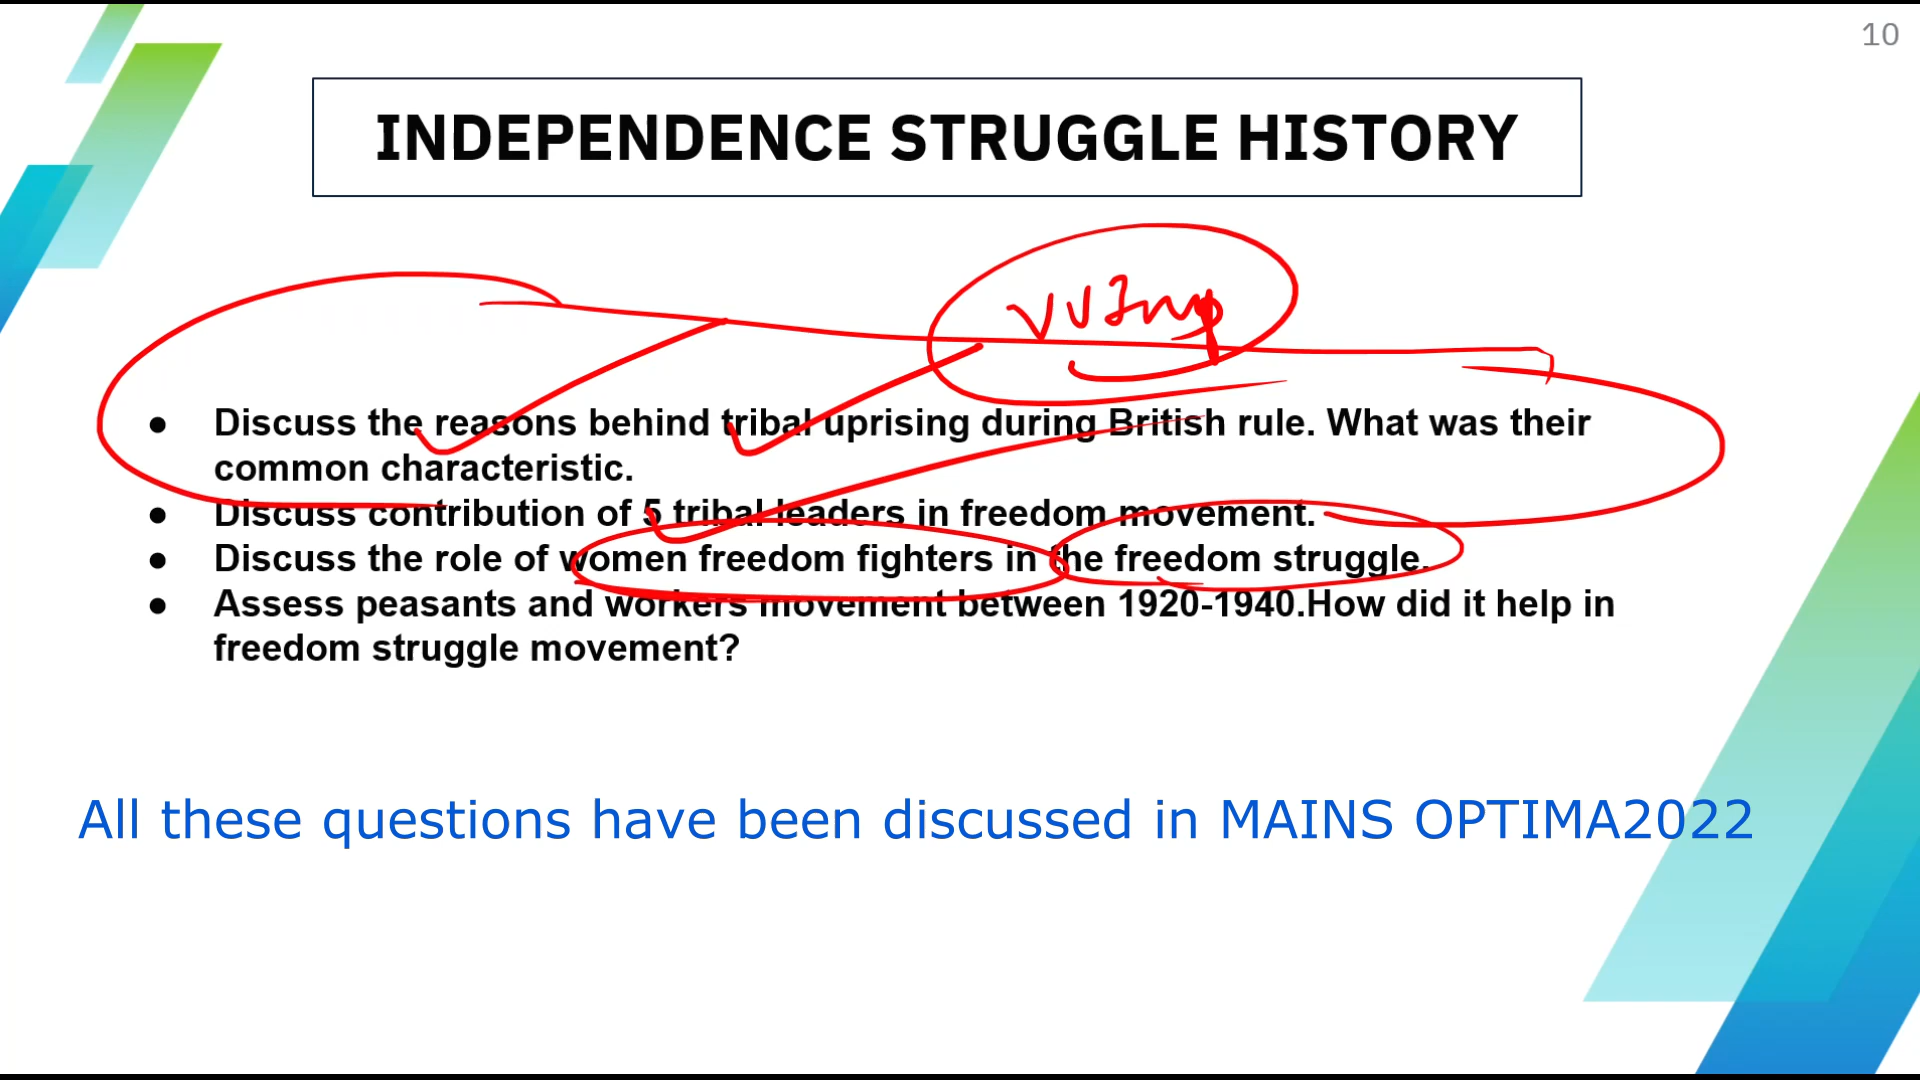 10
INDEPENDENCE STRUGGLE HISTORY
VVImp
● Discuss the reasons behind tribal uprising during British rule. What was their
common characteristic.
● Discuss contribution of 5 tribal leaders in freedom movement.
● Discuss the role of women freedom fighters in the freedom struggle.
● Assess peasants and workers movement between 1920-1940.How did it help in
freedom struggle movement?
All these questions have been discussed in MAINS OPTIMA2022